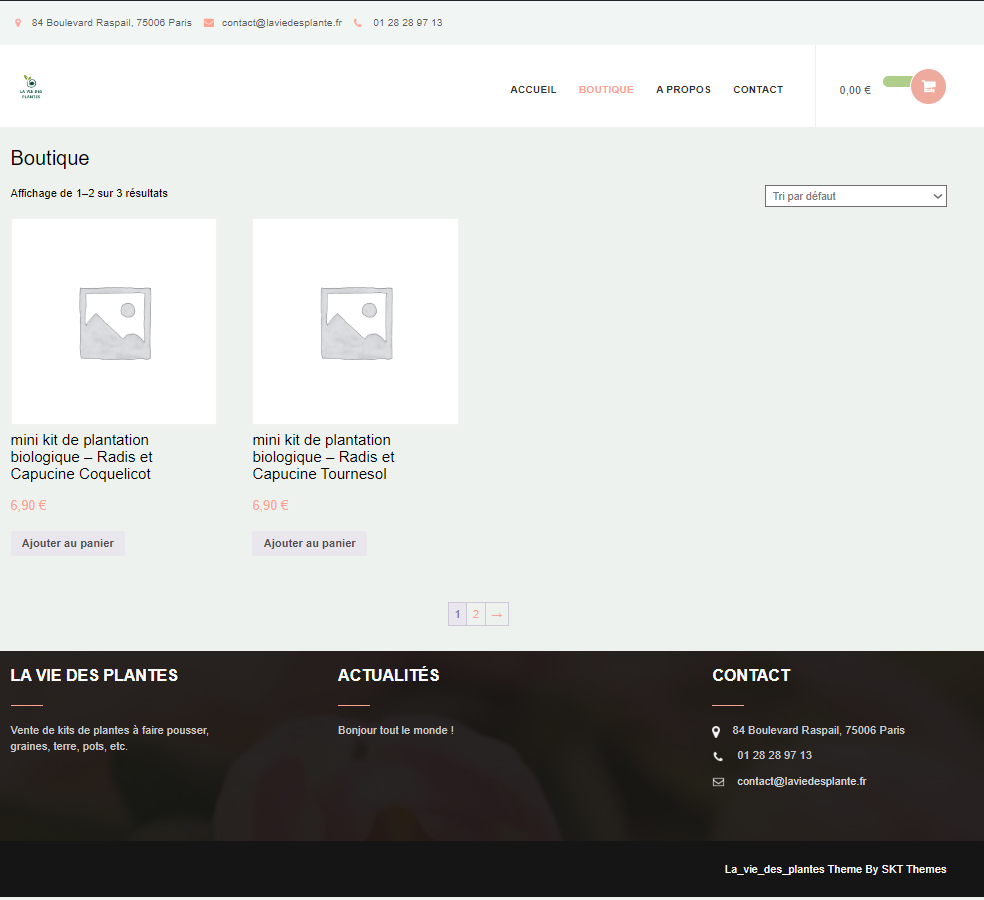 84 Boulevard Raspail, 75006 Paris contact@laviedesplante.fr 01 28 28 97 13
LA VIE DES
PLANTES
ACCUEIL BOUTIQUE A PROPOS CONTACT 0,00 €
Boutique
Affichage de 1–2 sur 3 résultats
Tri par défaut
mini kit de plantation
biologique – Radis et
Capucine Coquelicot
6,90 €
Ajouter au panier
mini kit de plantation
biologique – Radis et
Capucine Tournesol
6,90 €
Ajouter au panier
1 2 →
LA VIE DES PLANTES
Vente de kits de plantes à faire pousser,
graines, terre, pots, etc.
ACTUALITÉS
Bonjour tout le monde !
CONTACT
84 Boulevard Raspail, 75006 Paris
01 28 28 97 13
contact@laviedesplante.fr
La_vie_des_plantes Theme By SKT Themes